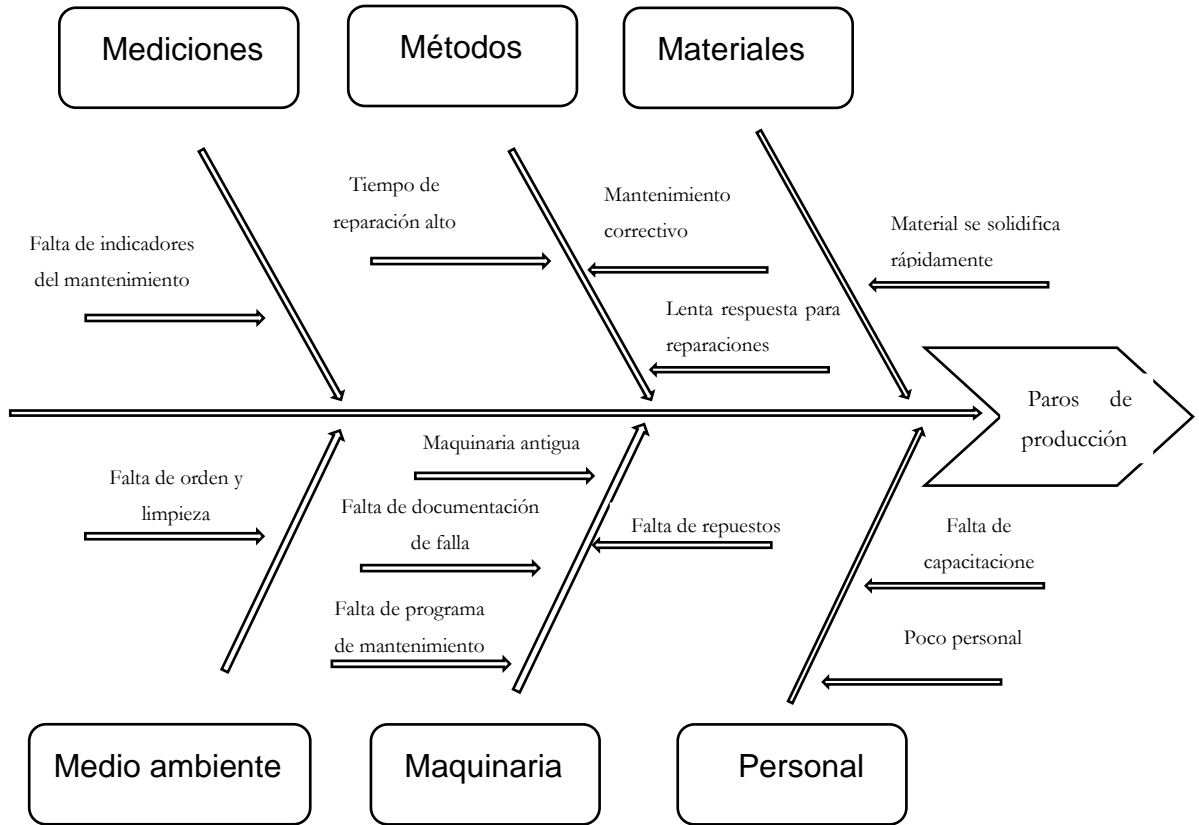 Mediciones
Métodos
Materiales
Tiempo de
reparación alto
Mantenimiento
correctivo
Material se solidifica
rápidamente
Falta de indicadores
del mantenimiento
Lenta respuesta para
reparaciones
Paros de
producción
Maquinaria antigua
Falta de orden y
limpieza
Falta de documentación
de falla
Falta de repuestos
Falta de
capacitacione
Falta de programa
de mantenimiento
Poco personal
Medio ambiente
Maquinaria
Personal